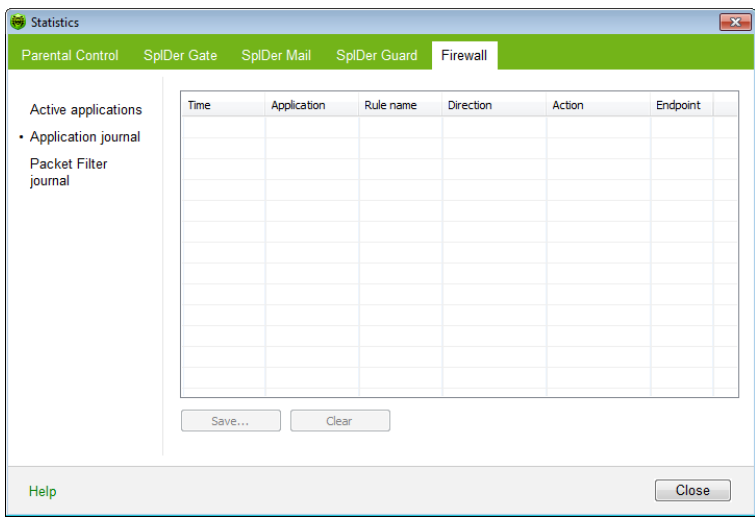 Statistics
Parental Control SpIDer Gate SpIDer Mail SpIDer Guard Firewall
Active applications
• Application journal
Packet Filter
journal
Time Application Rule name Direction Action Endpoint
Save... Clear
Help Close